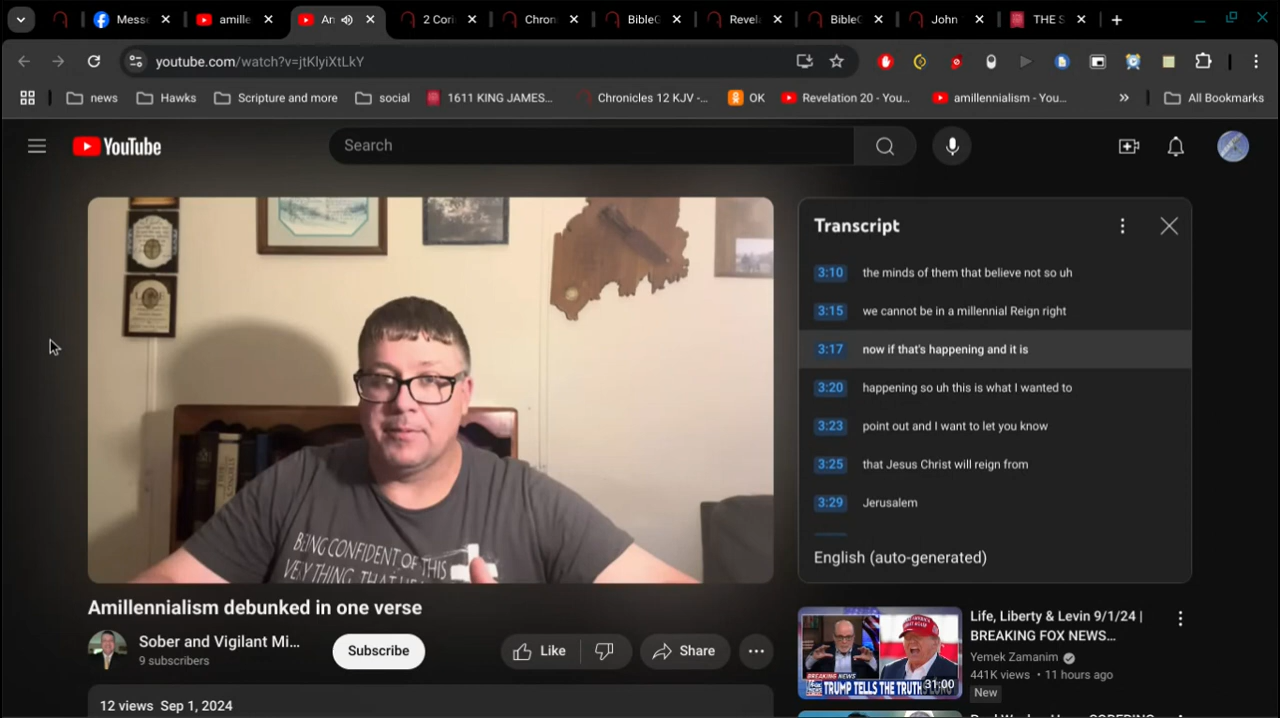 Mess
amille
Ar
2 Cori
Chron
BibleG
Revel
BibleG
John
THE S
youtube.com/watch?v=jtKlyiXtLkY
news
Hawks
Scripture and more
social
1611 KING JAMES...
Chronicles 12 KJV -...
OK
Revelation 20 - You...
amillennialism - You...
»
All Bookmarks
YouTube
Search
BEING CONFIDENT OF THIS
VERY THING, THAT HE
Transcript
3:10 the minds of them that believe not so uh
3:15 we cannot be in a millennial Reign right
3:17 now if that's happening and it is
3:20 happening so uh this is what I wanted to
3:23 point out and I want to let you know
3:25 that Jesus Christ will reign from
3:29 Jerusalem
English (auto-generated)
Amillennialism debunked in one verse
Sober and Vigilant Mi...
9 subscribers
Subscribe
Like
Share
12 views Sep 1, 2024
BREAKING NEWS
TRUMP TELLS THE TRUTH
31:00
Life, Liberty & Levin 9/1/24 |
BREAKING FOX NEWS...
Yemek Zamanim
441K views • 11 hours ago
New